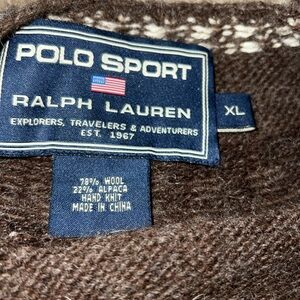 POLO SPORT
RALPH LAUREN
XL
EXPLORERS, TRAVELERS & ADVENTURERS
EST. 1967
78% WOOL
22% ALPACA
HAND KNIT
MADE IN CHINA